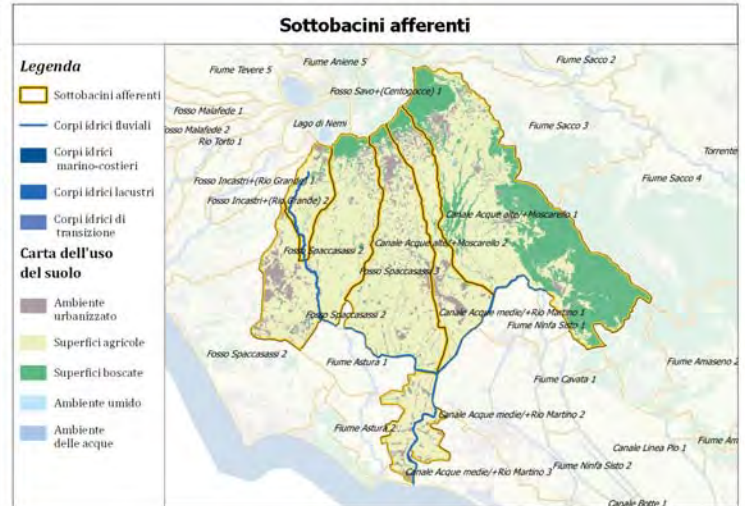 Sottobacini afferenti
Legenda
Sottobacini afferenti
Corpi idrici fluviali
Corpi idrici
marino-costieri
Corpi idrici lacustri
Corpi idrici di
transizione
Carta dell'uso
del suolo
Ambiente
urbanizzato
Superfici agricole
Superfici boscate
Ambiente umido
Ambiente
delle acque
Fiume Tevere 5
Fiume Aniene 5
Fiume Sacco 2
Fosso Savo+(Centogocce) 1
Fosso Malafede 1
Fosso Malafede 2
Rio Torto 1
Lago di Nemi
Fiume Sacco 3
Torrente
Fiume Sacco 4
Fosso Incastri+(Rio Grande) 1
Fosso Incastri+(Rio Grande) 2
Canale Acque alte/+Moscarello 1
Fosso Spaccasassi 2
Canale Acque alte/+Moscarello 2
Fosso Spaccasassi 3
Fosso Spaccasassi 2
Canale Acque medie/+Rio Martino 1
Fiume Ninfa Sisto 1
Fosso Spaccasassi 2
Fiume Astura 1
Fiume Amaseno 2
Fiume Cavata 1
Fiume Astura 2
Canale Acque medie/+Rio Martino 2
Canale Linea Pio 1
Fiume Am
Canale Acque medie/+Rio Martino 3
Fiume Ninfa Sisto 2
Canale Botte 1